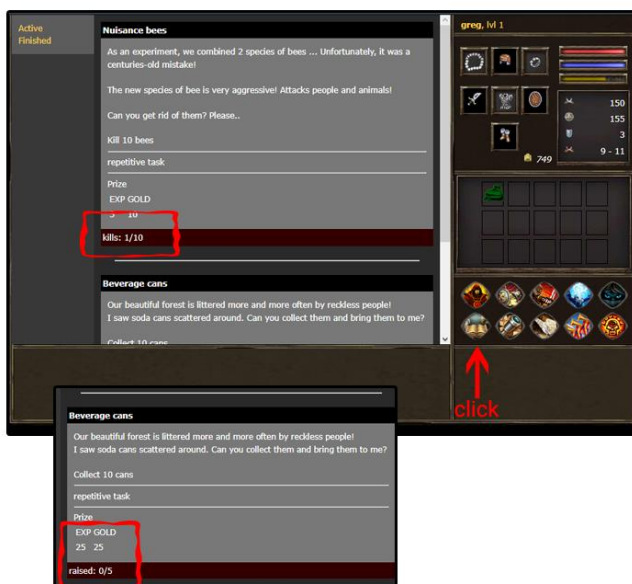 Active
Finished
Nuisance bees
As an experiment, we combined 2 species of bees ... Unfortunately, it was a
centuries-old mistake!
The new species of bee is very aggressive! Attacks people and animals!
Can you get rid of them? Please..
Kill 10 bees
repetitive task
Prize
EXP GOLD
5 10
kills: 1/10
Beverage cans
Our beautiful forest is littered more and more often by reckless people!
I saw soda cans scattered around. Can you collect them and bring them to me?
Collect 10 cans
greg, lvl 1
150
155
3
9 - 11
749
click
Beverage cans
Our beautiful forest is littered more and more often by reckless people!
I saw soda cans scattered around. Can you collect them and bring them to me?
Collect 10 cans
repetitive task
Prize
EXP GOLD
25 25
raised: 0/5